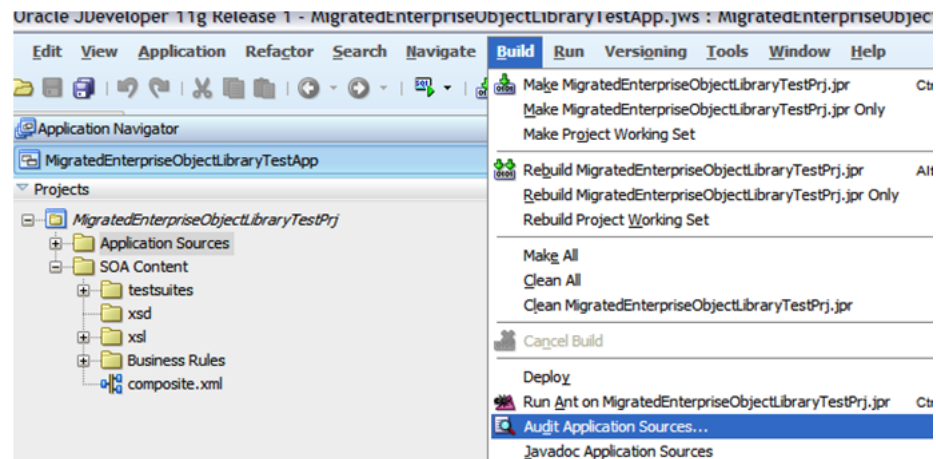 Oracle JDeveloper 11g Release 1 - MigratedEnterpriseObjectLibraryTestApp.jws : MigratedEnterpriseObjec
Edit View Application Refactor Search Navigate Build Run Versioning Tools Window Help
Application Navigator
MigratedEnterpriseObjectLibraryTestApp
Projects
MigratedEnterpriseObjectLibraryTestPrj
Application Sources
SOA Content
testsuites
xsd
xsl
Business Rules
composite.xml
Make MigratedEnterpriseObjectLibraryTestPrj.jpr Ctr
Make MigratedEnterpriseObjectLibraryTestPrj.jpr Only
Make Project Working Set
Rebuild MigratedEnterpriseObjectLibraryTestPrj.jpr Alt
Rebuild MigratedEnterpriseObjectLibraryTestPrj.jpr Only
Rebuild Project Working Set
Make All
Clean All
Clean MigratedEnterpriseObjectLibraryTestPrj.jpr
Cancel Build
Deploy
Run Ant on MigratedEnterpriseObjectLibraryTestPrj.jpr Ctr
Audit Application Sources...
Javadoc Application Sources